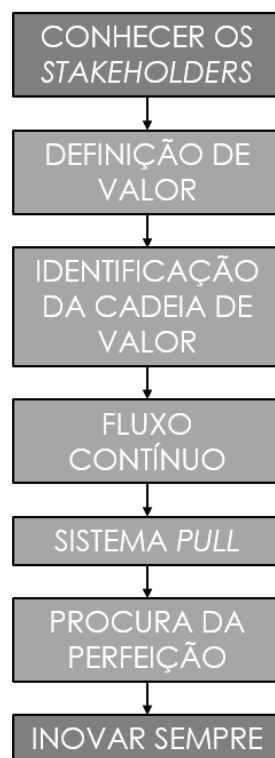 CONHECER OS
STAKEHOLDERS
DEFINIÇÃO DE
VALOR
IDENTIFICAÇÃO
DA CADEIA DE
VALOR
FLUXO
CONTÍNUO
SISTEMA PULL
PROCURA DA
PERFEIÇÃO
INOVAR SEMPRE